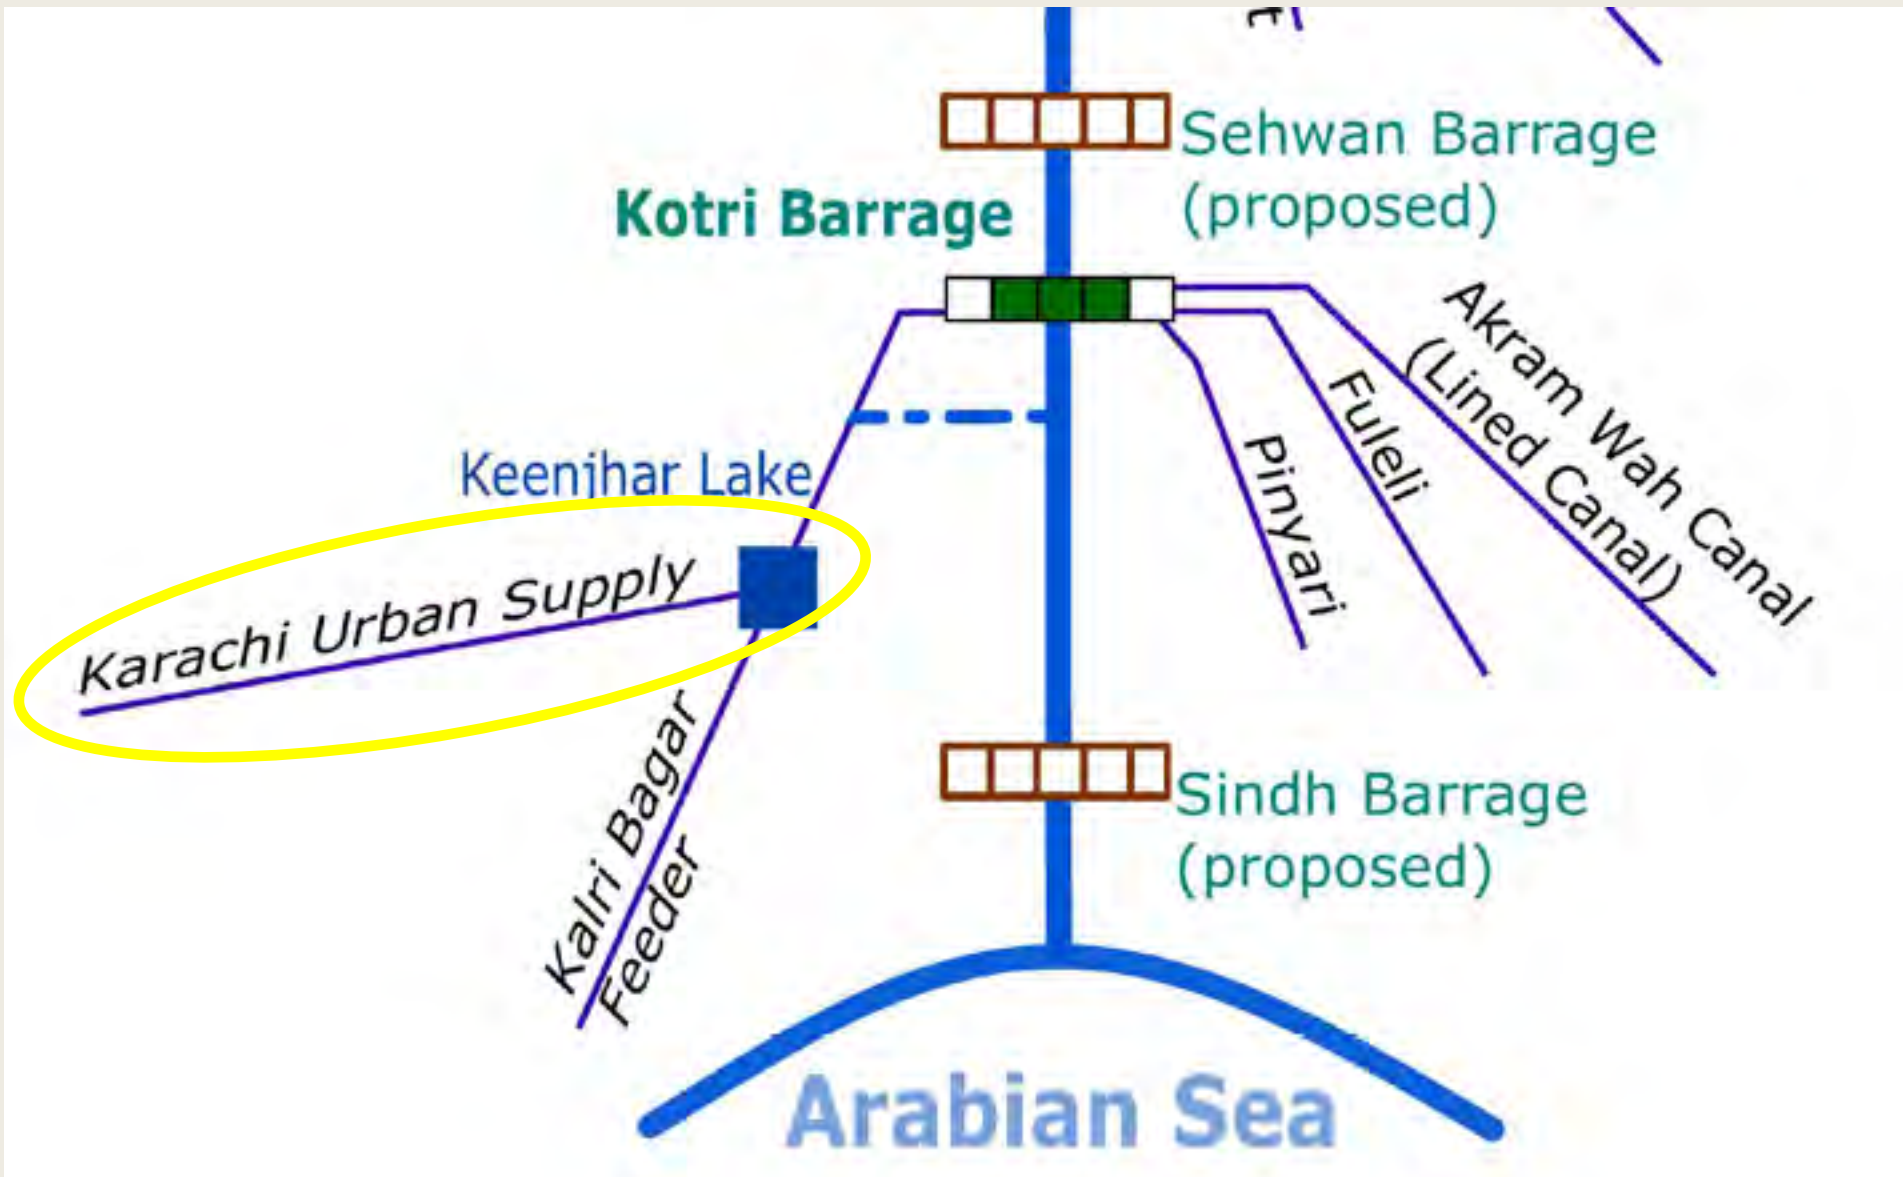 Sehwan Barrage
(proposed)
Kotri Barrage
Akram Wah Canal
(Lined Canal)
Fuleli
Pinyari
Keenjhar Lake
Karachi Urban Supply
Kalri Bagar
Feeder
Sindh Barrage
(proposed)
Arabian Sea